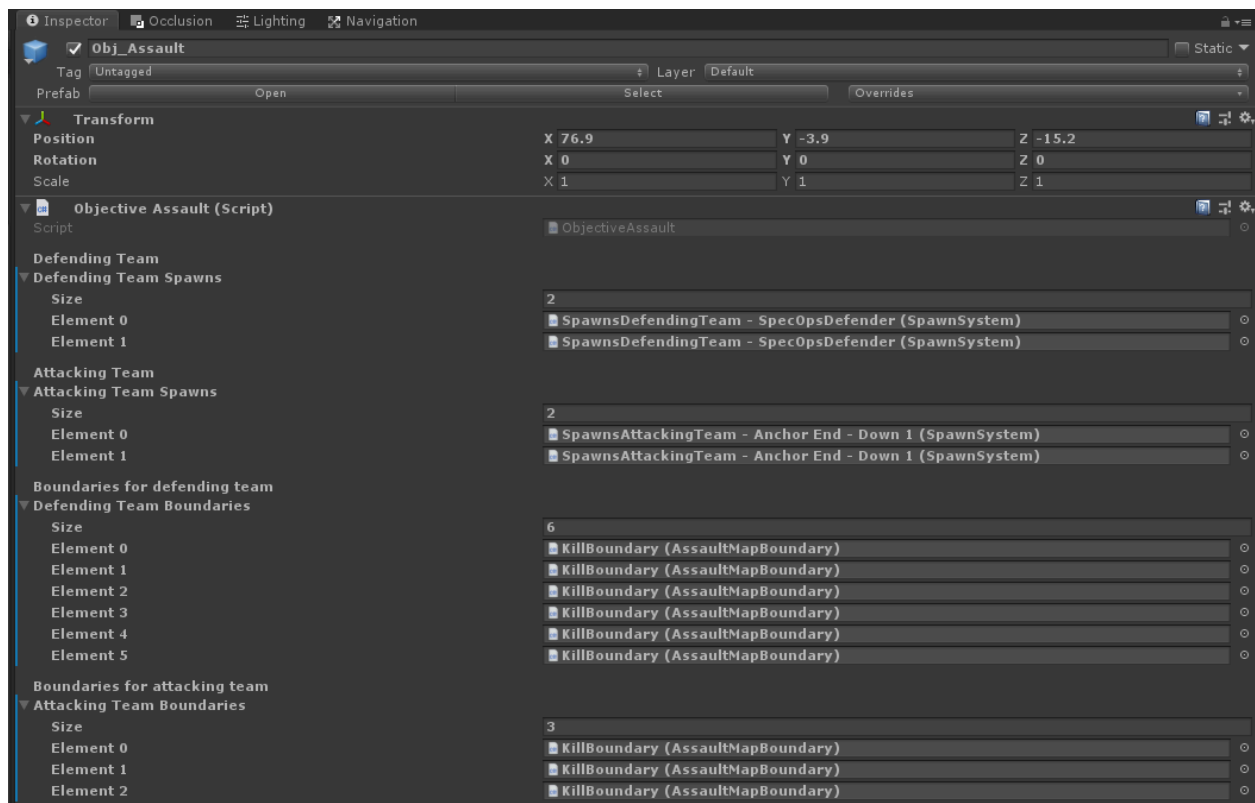 Inspector Occlusion Lighting Navigation
Obj_Assault Static
Tag Untagged Layer Default
Prefab Open Select Overrides
Transform
Position X 76.9 Y -3.9 Z -15.2
Rotation X 0 Y 0 Z 0
Scale X 1 Y 1 Z 1
Objective Assault (Script)
Script ObjectiveAssault
Defending Team
Defending Team Spawns
Size 2
Element 0 SpawnsDefendingTeam - SpecOpsDefender (SpawnSystem)
Element 1 SpawnsDefendingTeam - SpecOpsDefender (SpawnSystem)
Attacking Team
Attacking Team Spawns
Size 2
Element 0 SpawnsAttackingTeam - Anchor End - Down 1 (SpawnSystem)
Element 1 SpawnsAttackingTeam - Anchor End - Down 1 (SpawnSystem)
Boundaries for defending team
Defending Team Boundaries
Size 6
Element 0 KillBoundary (AssaultMapBoundary)
Element 1 KillBoundary (AssaultMapBoundary)
Element 2 KillBoundary (AssaultMapBoundary)
Element 3 KillBoundary (AssaultMapBoundary)
Element 4 KillBoundary (AssaultMapBoundary)
Element 5 KillBoundary (AssaultMapBoundary)
Boundaries for attacking team
Attacking Team Boundaries
Size 3
Element 0 KillBoundary (AssaultMapBoundary)
Element 1 KillBoundary (AssaultMapBoundary)
Element 2 KillBoundary (AssaultMapBoundary)